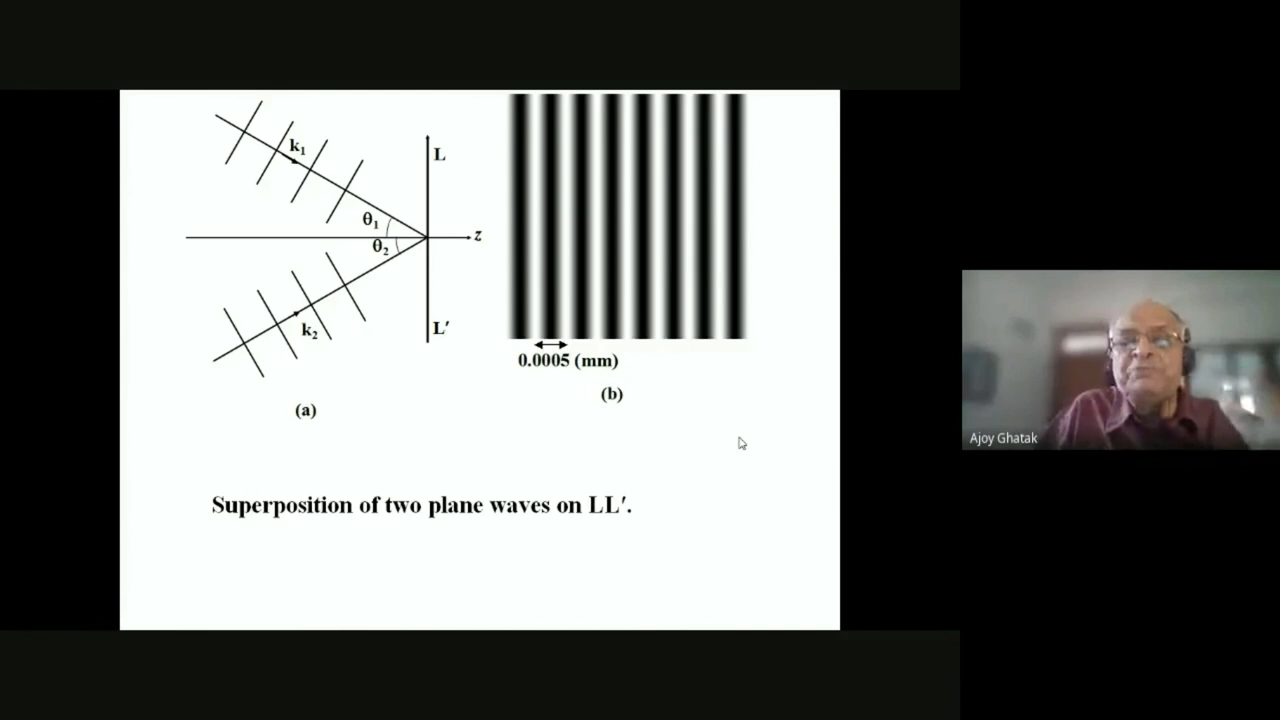 k₁
L
θ₁
z
θ₂
k₂
L′
0.0005 (mm)
(a)
(b)
Superposition of two plane waves on LL′.
Ajoy Ghatak